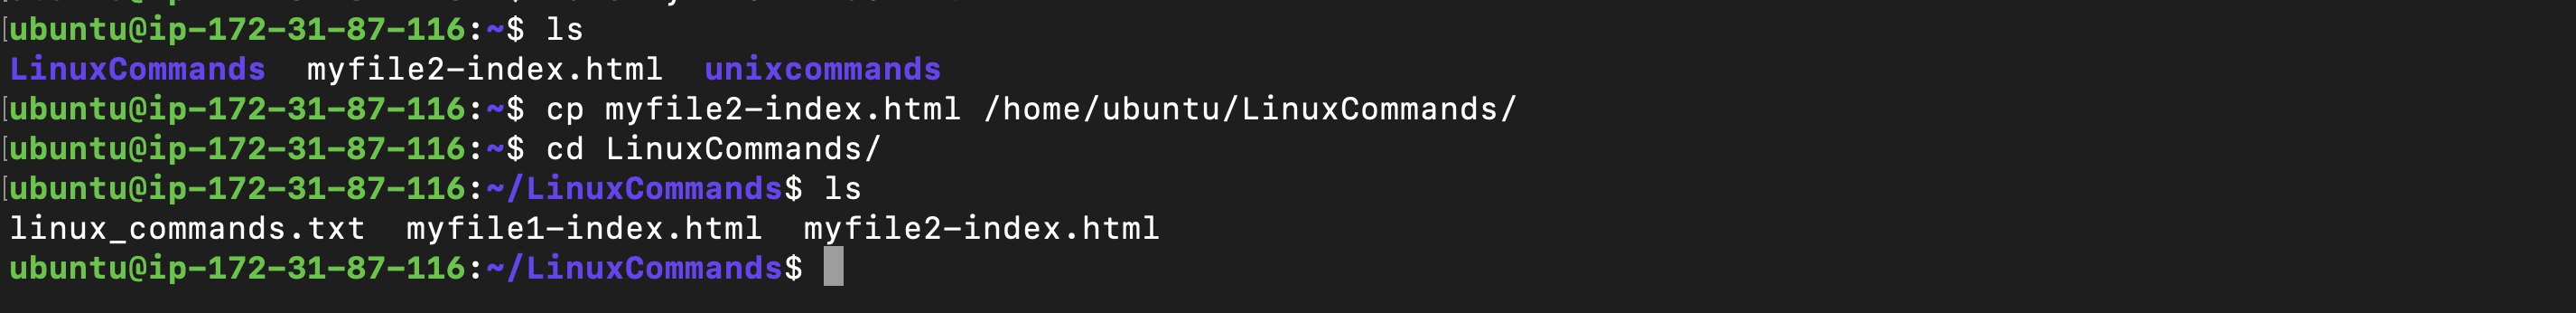 [ubuntu@ip-172-31-87-116:~$ ls
LinuxCommands  myfile2-index.html  unixcommands
[ubuntu@ip-172-31-87-116:~$ cp myfile2-index.html /home/ubuntu/LinuxCommands/
[ubuntu@ip-172-31-87-116:~$ cd LinuxCommands/
[ubuntu@ip-172-31-87-116:~/LinuxCommands$ ls
linux_commands.txt  myfile1-index.html  myfile2-index.html
ubuntu@ip-172-31-87-116:~/LinuxCommands$